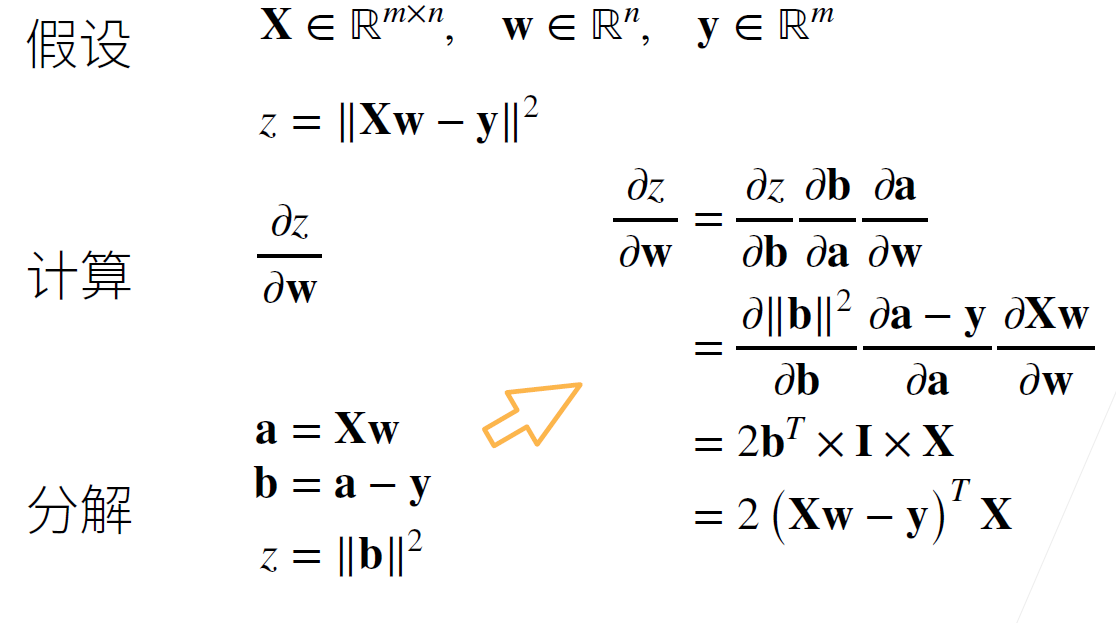 假设 X ∈ ℝ^{m×n}, w ∈ ℝ^n, y ∈ ℝ^m
z = ‖Xw − y‖²
计算 ∂z/∂w
分解 a = Xw
b = a − y
z = ‖b‖²
∂z/∂w = ∂z/∂b ∂b/∂a ∂a/∂w
= ∂‖b‖²/∂b ∂a − y/∂a ∂Xw/∂w
= 2b^T × I × X
= 2 (Xw − y)^T X